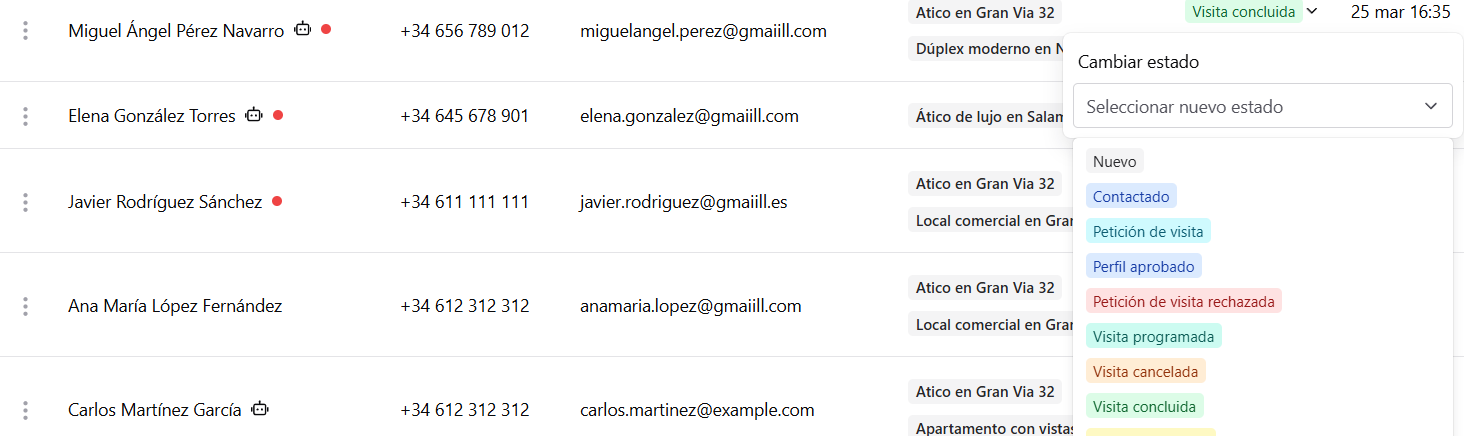 Miguel Ángel Pérez Navarro +34 656 789 012 miguelangel.perez@gmaiill.com
Atico en Gran Via 32
Dúplex moderno en N
Visita concluida 25 mar 16:35
Cambiar estado
Seleccionar nuevo estado
Elena González Torres +34 645 678 901 elena.gonzalez@gmaiill.com Ático de lujo en Salam
Javier Rodríguez Sánchez +34 611 111 111 javier.rodriguez@gmaiill.es
Atico en Gran Via 32
Local comercial en Gran
Ana María López Fernández +34 612 312 312 anamaria.lopez@gmaiill.com
Atico en Gran Via 32
Local comercial en Gran
Carlos Martínez García +34 612 312 312 carlos.martinez@example.com
Atico en Gran Via 32
Apartamento con vistas
Nuevo
Contactado
Petición de visita
Perfil aprobado
Petición de visita rechazada
Visita programada
Visita cancelada
Visita concluida